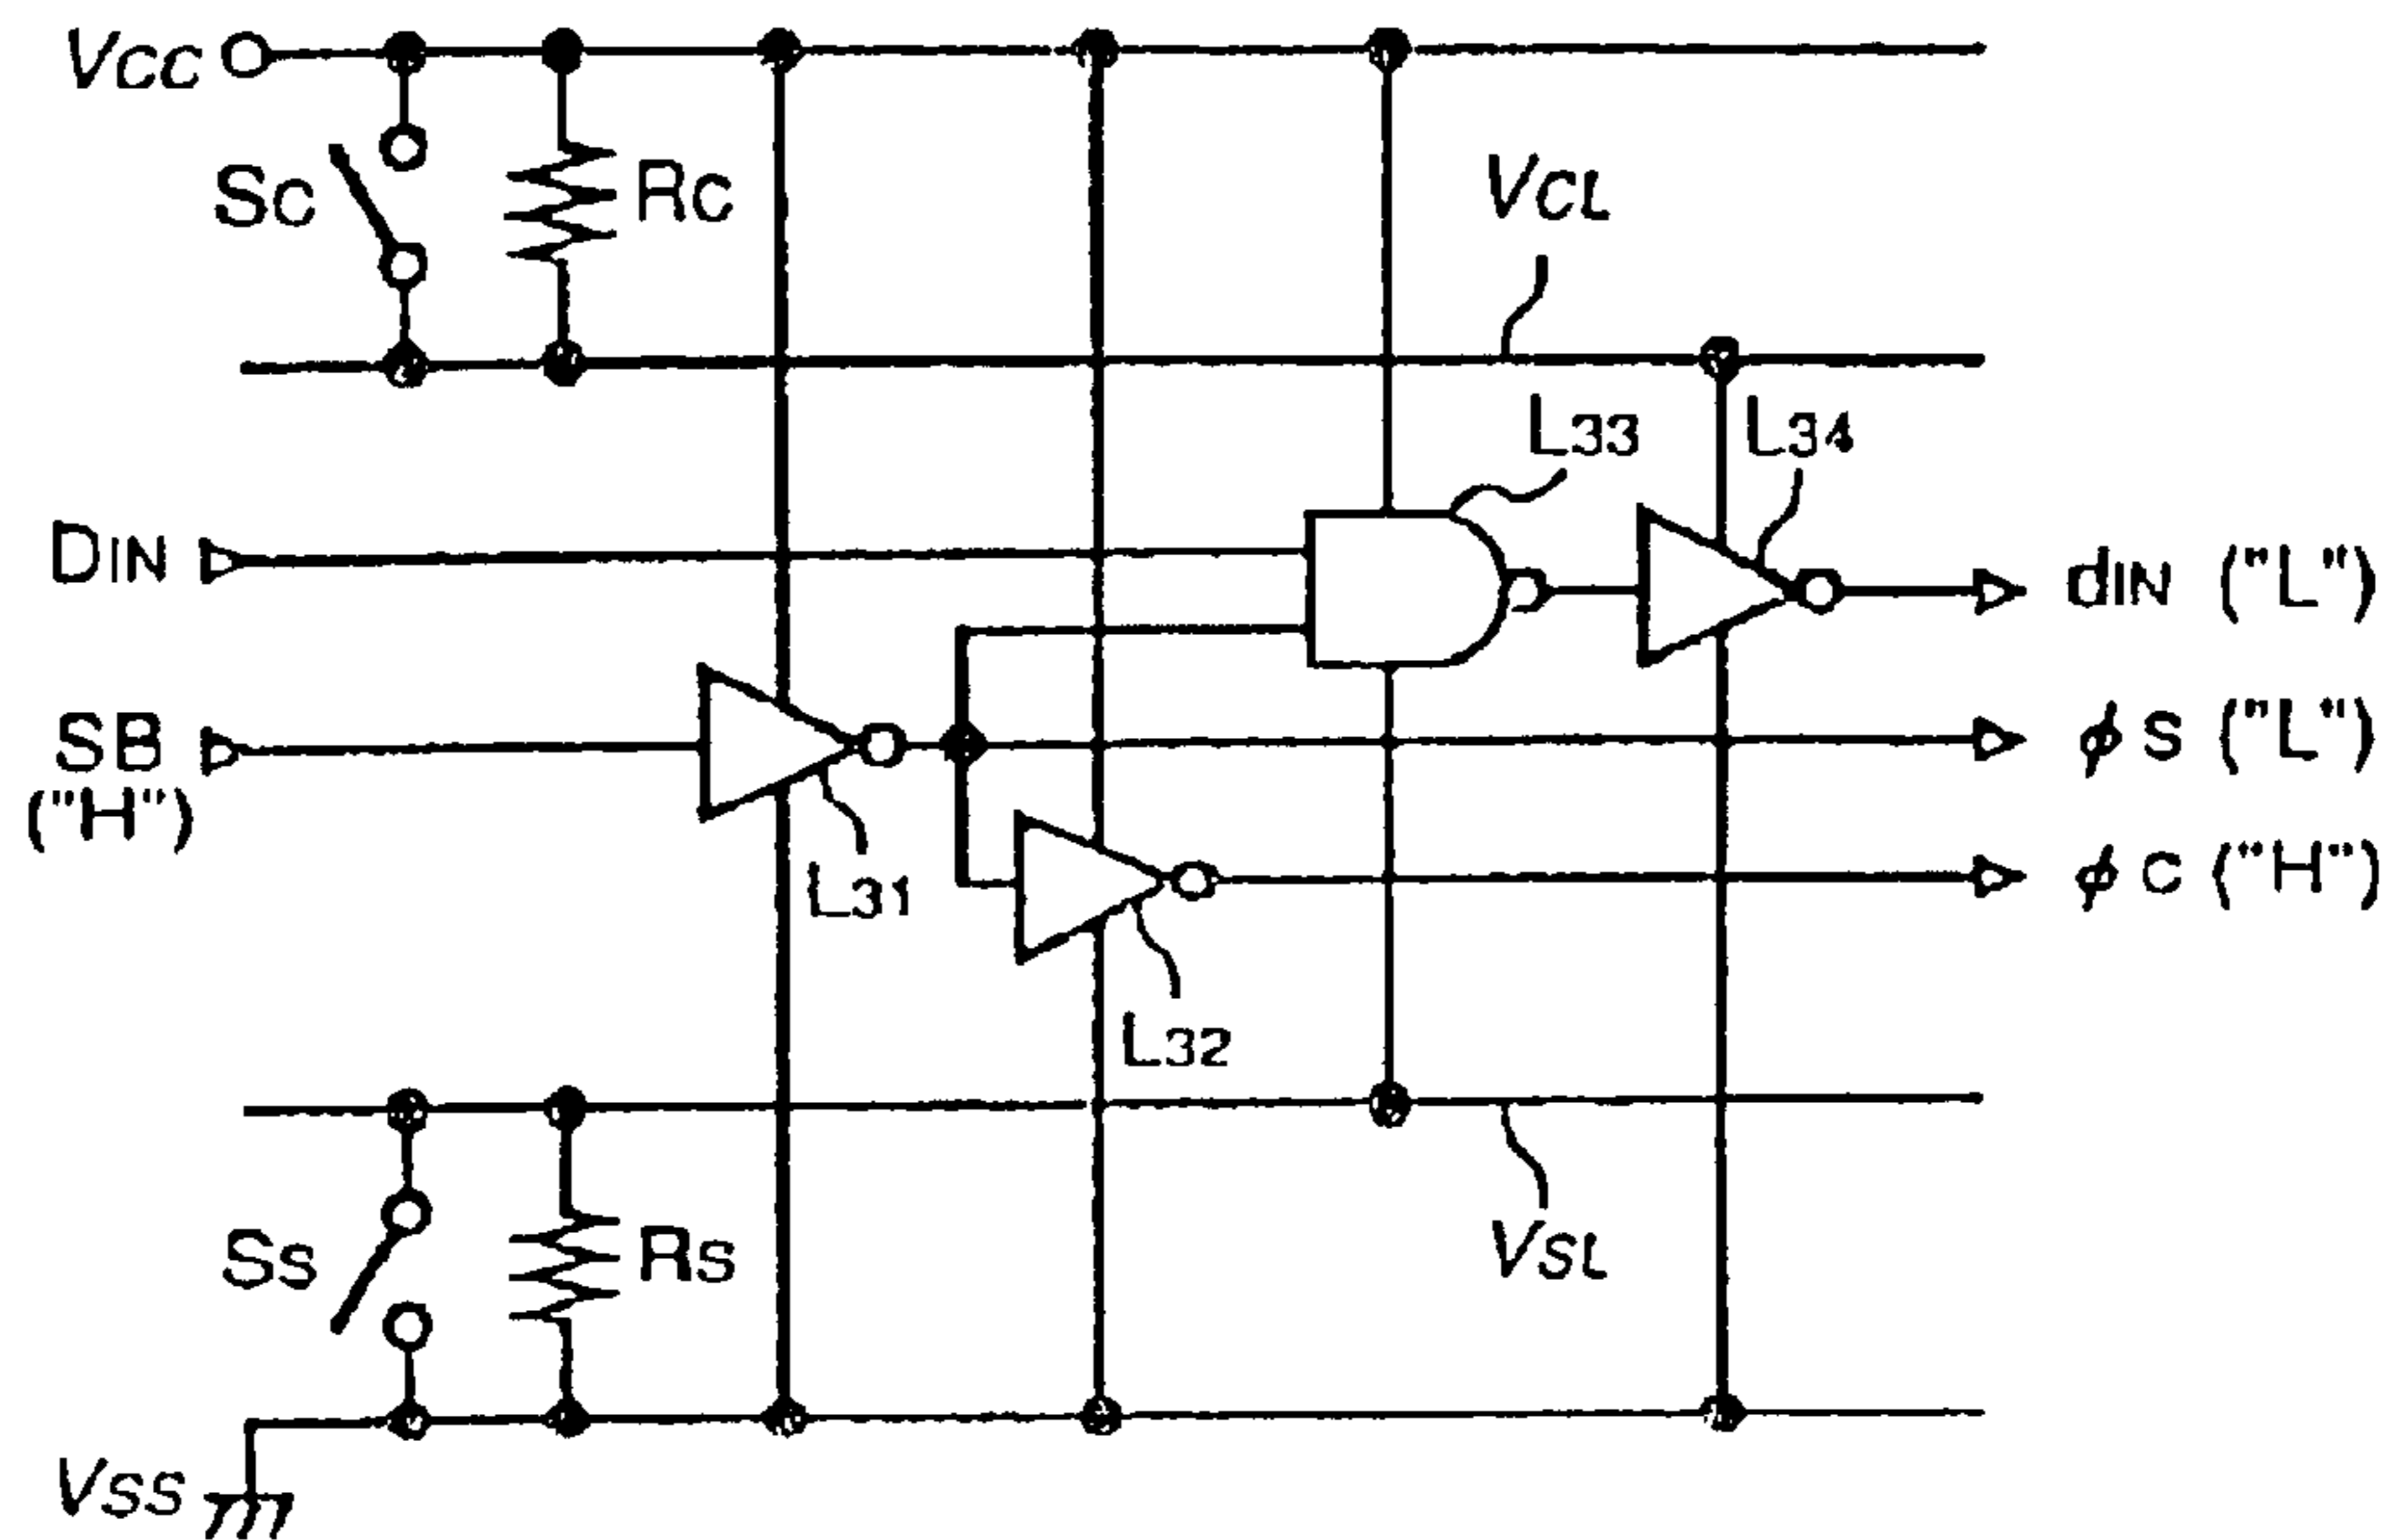 VCC
SC
RC
VCL
L33
L34
DIN
dIN ("L")
SB
("H")
φS ("L")
L31
φC ("H")
L32
SS
RS
VSL
VSS